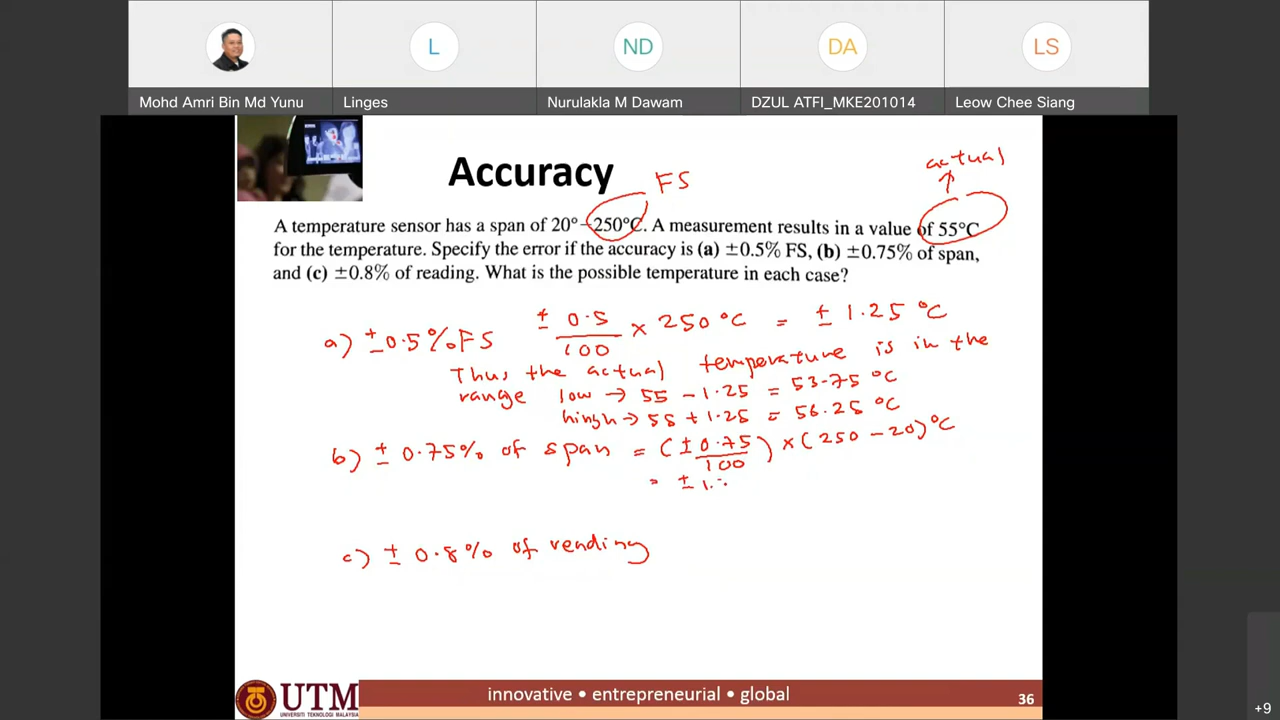 L
ND
DA
LS
Mohd Amri Bin Md Yunu
Linges
Nurulakla M Dawam
DZUL ATFI_MKE201014
Leow Chee Siang
Accuracy
FS
actual
A temperature sensor has a span of 20°–250°C. A measurement results in a value of 55°C
for the temperature. Specify the error if the accuracy is (a) ±0.5% FS, (b) ±0.75% of span,
and (c) ±0.8% of reading. What is the possible temperature in each case?
a) ±0.5% FS ± 0.5/100 × 250 °C = ± 1.25 °C
Thus the actual temperature is in the
range low → 55 - 1.25 = 53.75 °C
hingh → 55 + 1.25 = 56.25 °C
b) ± 0.75% of span = (± 0.75/100) × (250 - 20) °C
= ± 1.
c) ± 0.8% of reading
UTM
UNIVERSITI TEKNOLOGI MALAYSIA
innovative ● entrepreneurial ● global
36
+9